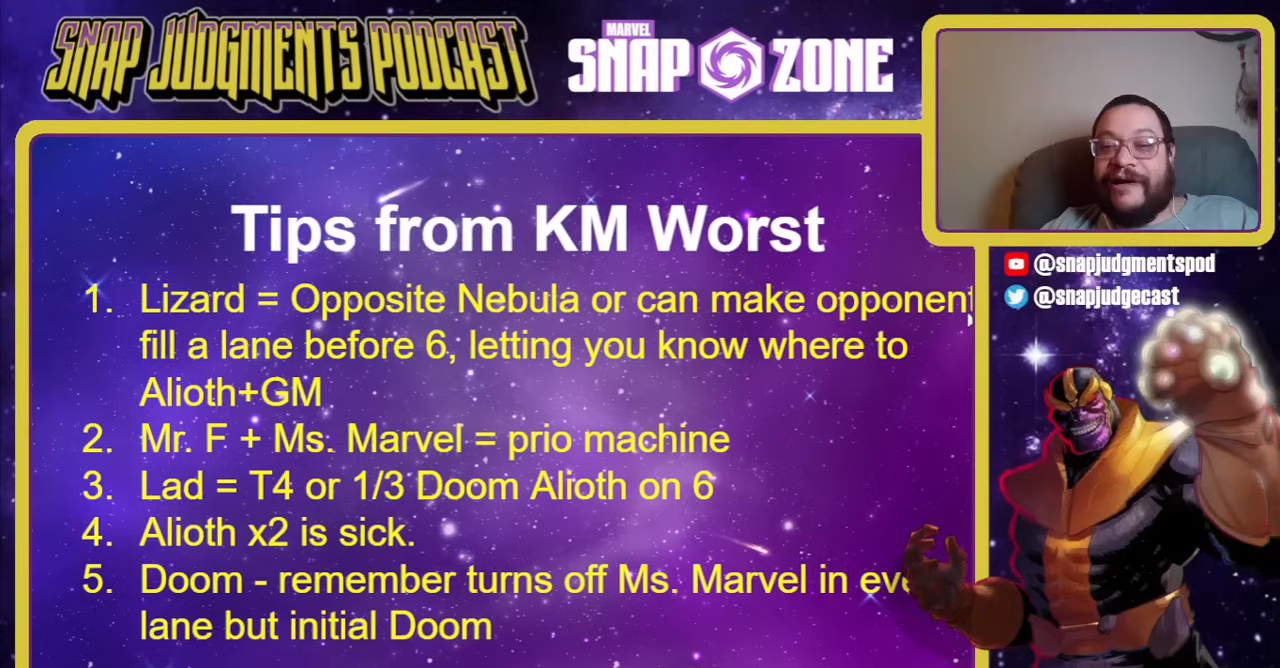 SNAP JUDGMENTS PODCAST
MARVEL
SNAP ZONE
Tips from KM Worst
1. Lizard = Opposite Nebula or can make opponent
fill a lane before 6, letting you know where to
Alioth+GM
2. Mr. F + Ms. Marvel = prio machine
3. Lad = T4 or 1/3 Doom Alioth on 6
4. Alioth x2 is sick.
5. Doom - remember turns off Ms. Marvel in
lane but initial Doom
@snapjudgmentspod
@snapjudgecast